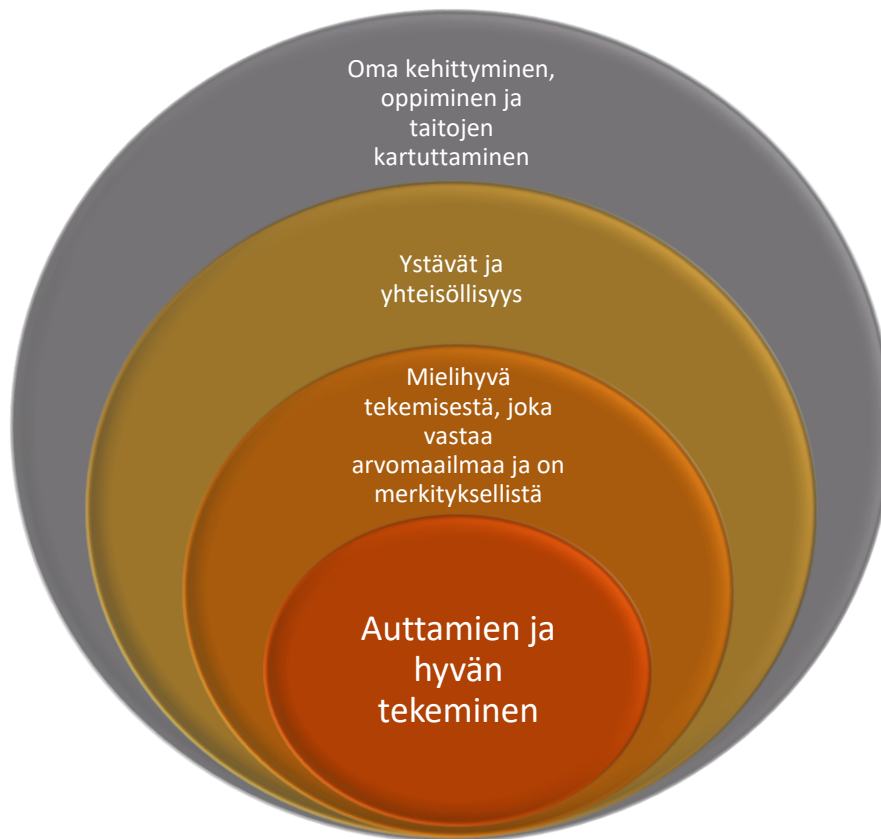 Oma kehittyminen,
oppiminen ja
taitojen
kartuttaminen
Ystävät ja
yhteisöllisyys
Mielihyvä
tekemisestä, joka
vastaa
arvomaailmaa ja on
merkityksellistä
Auttamien ja
hyvän
tekeminen